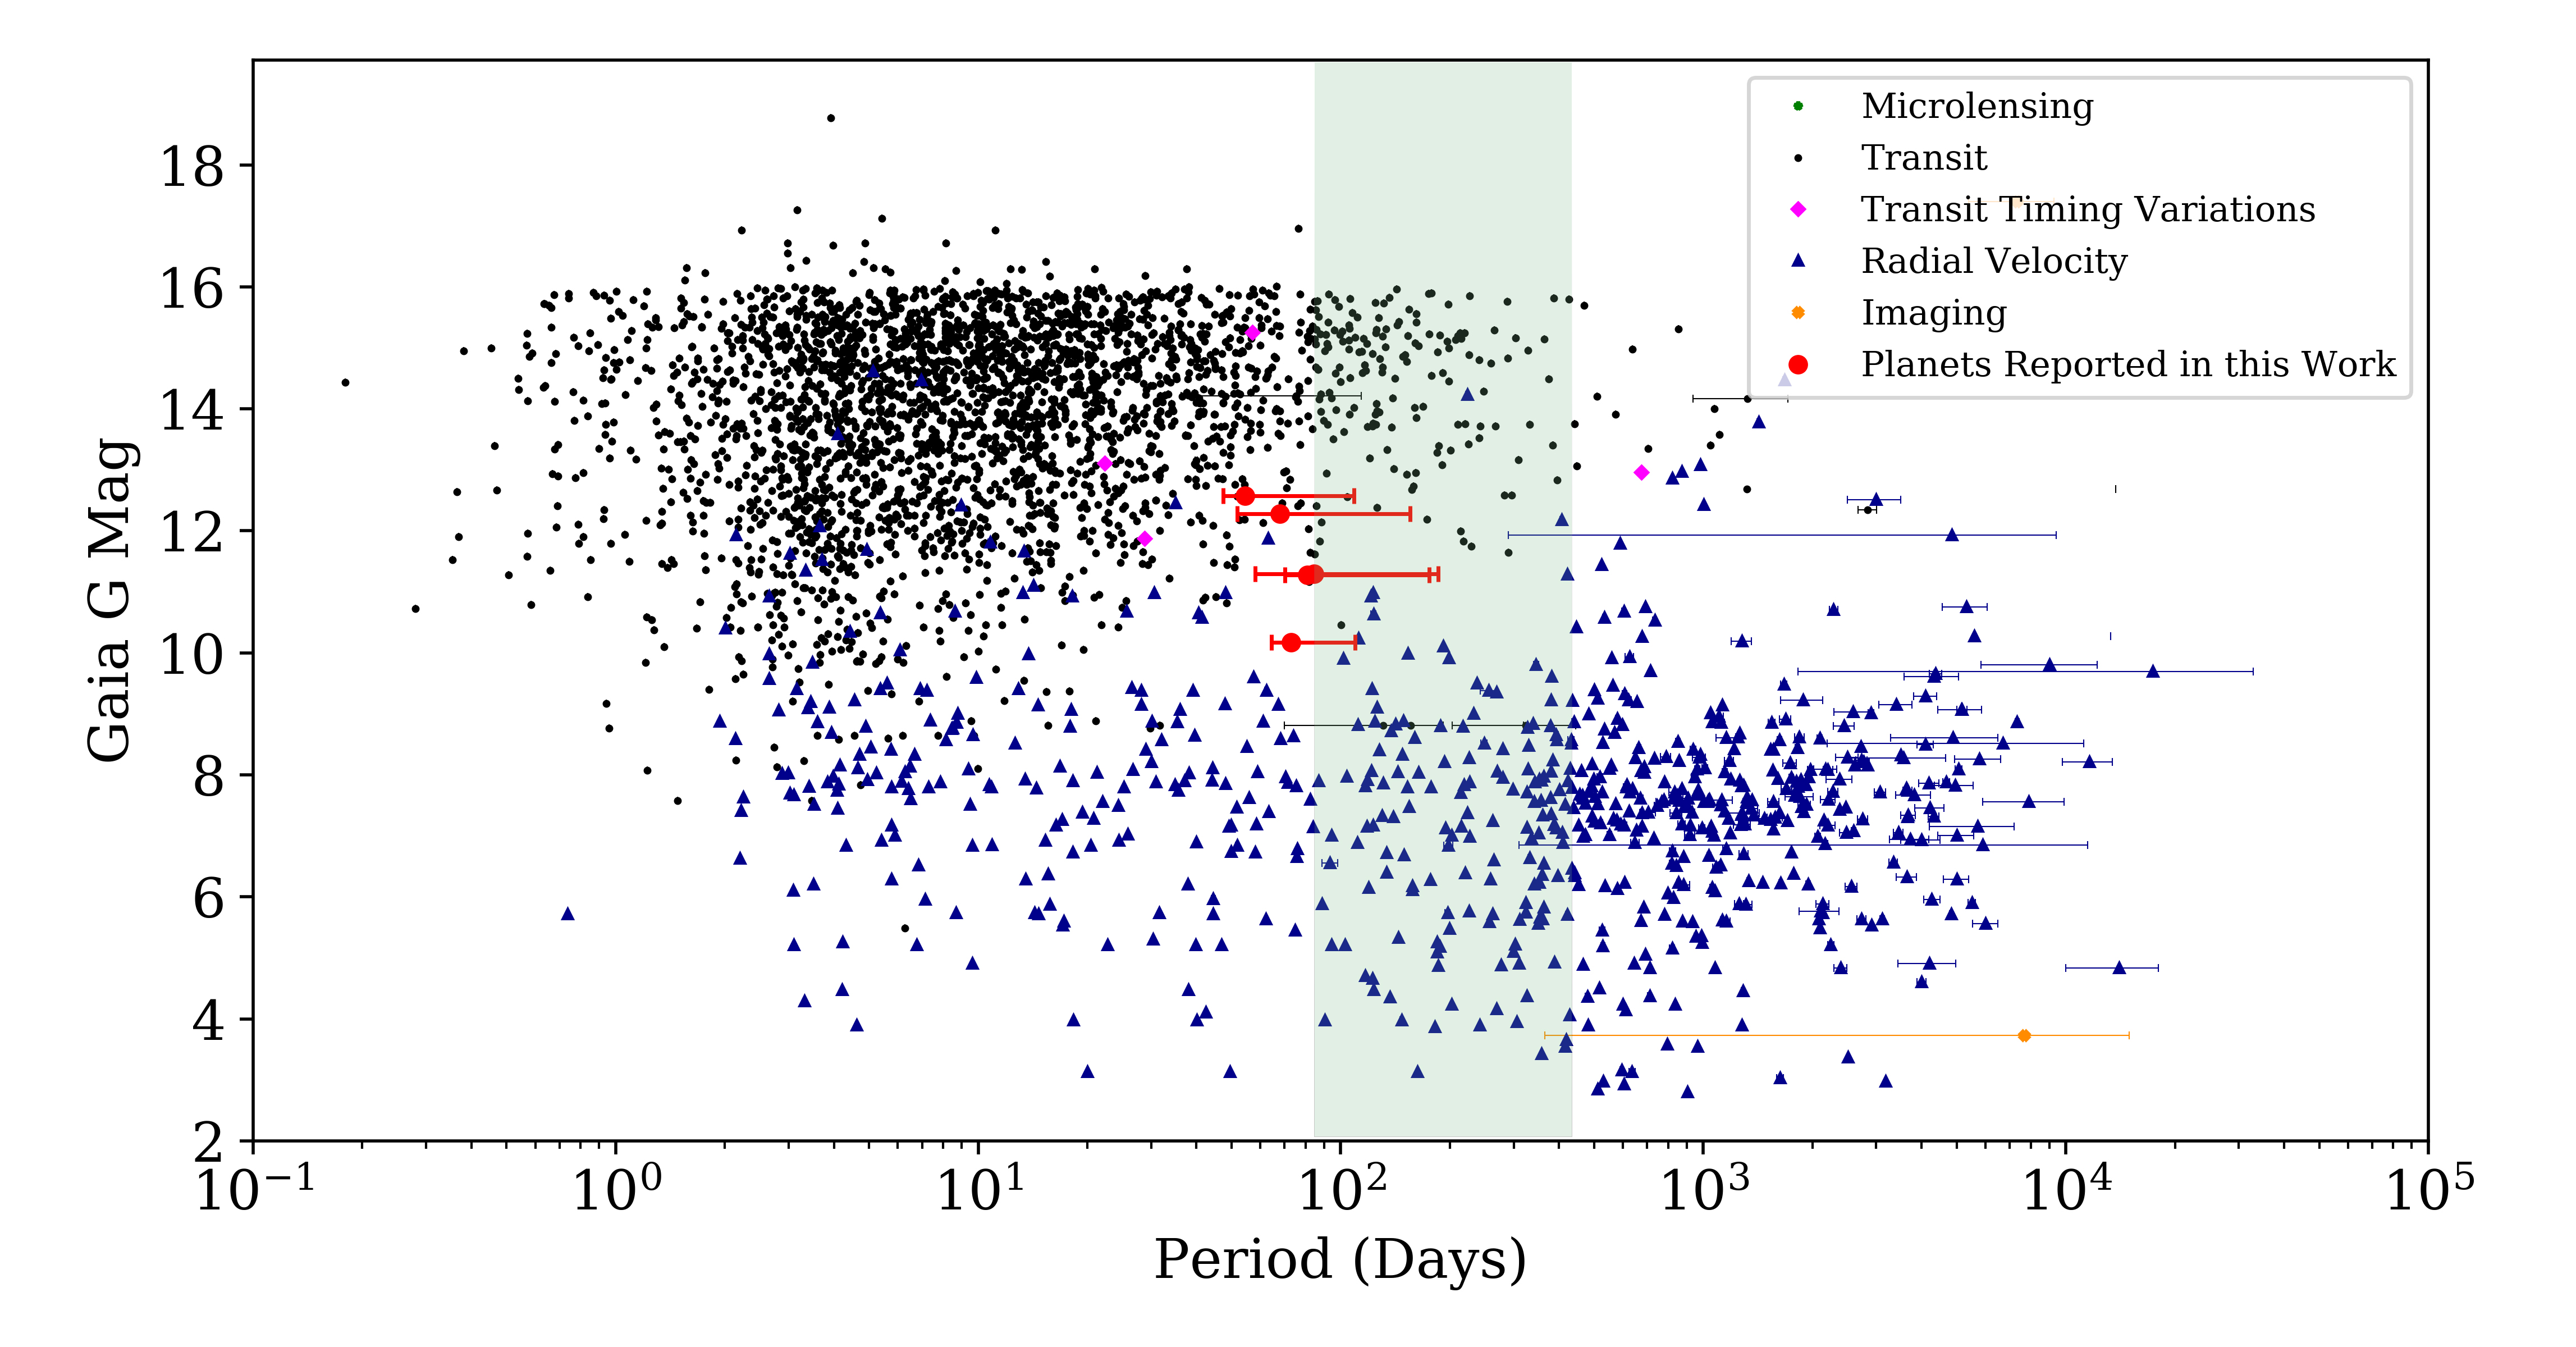 Microlensing
Transit
Transit Timing Variations
Radial Velocity
Imaging
Planets Reported in this Work
Gaia G Mag
18
16
14
12
10
8
6
4
2
10⁻¹ 10⁰ 10¹ 10² 10³ 10⁴ 10⁵
Period (Days)